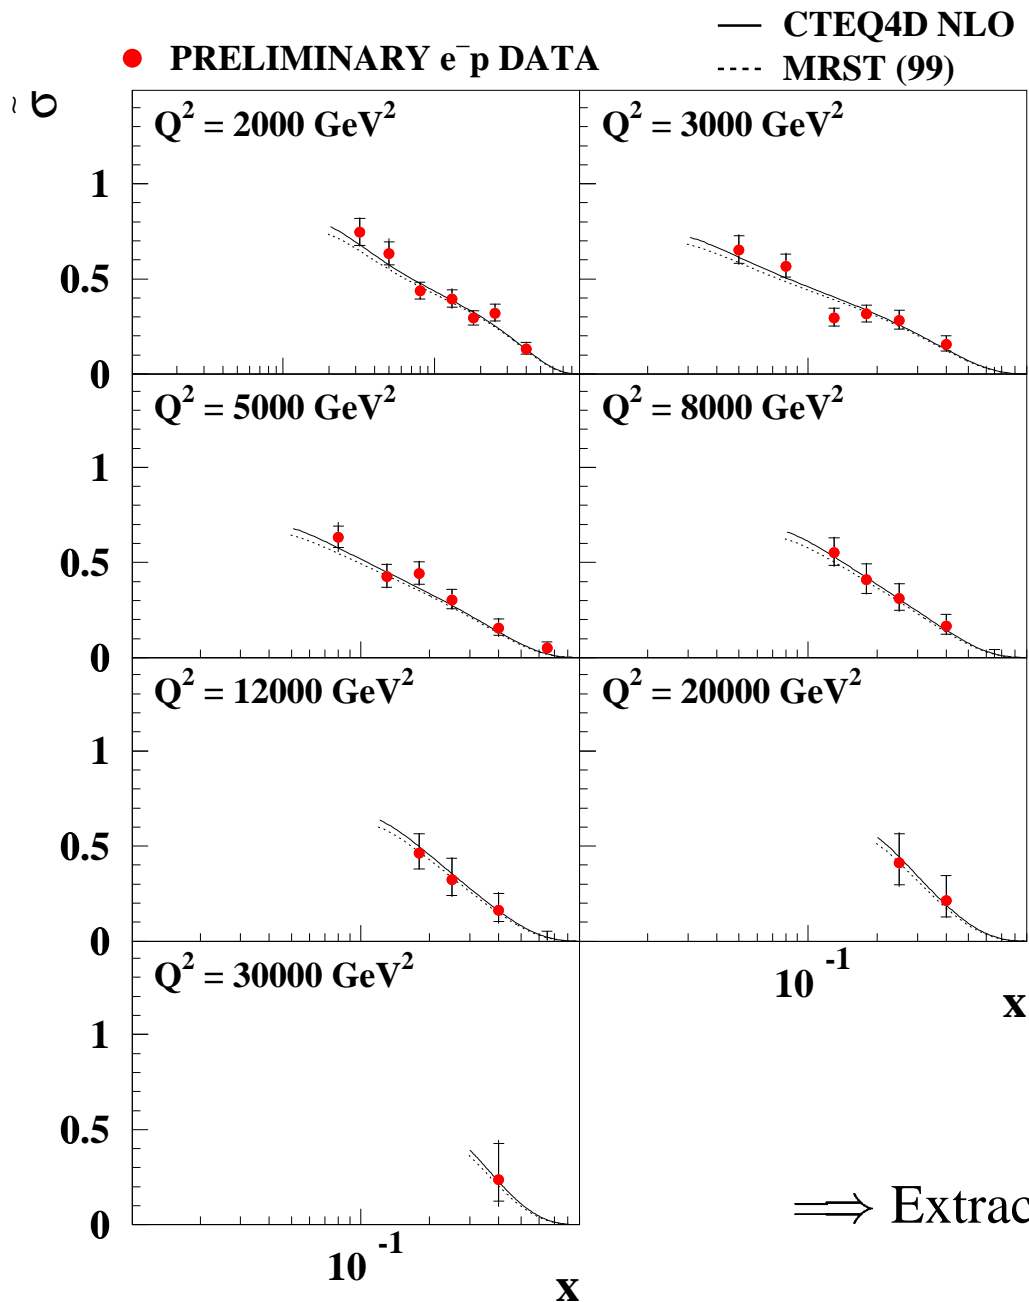 CTEQ4D NLO
PRELIMINARY e⁻p DATA
MRST (99)
σ̃
Q² = 2000 GeV²
Q² = 3000 GeV²
1
0.5
0
Q² = 5000 GeV²
Q² = 8000 GeV²
1
0.5
0
Q² = 12000 GeV²
Q² = 20000 GeV²
1
0.5
0
Q² = 30000 GeV²
10⁻¹
x
1
0.5
0
⇒ Extrac
10⁻¹
x